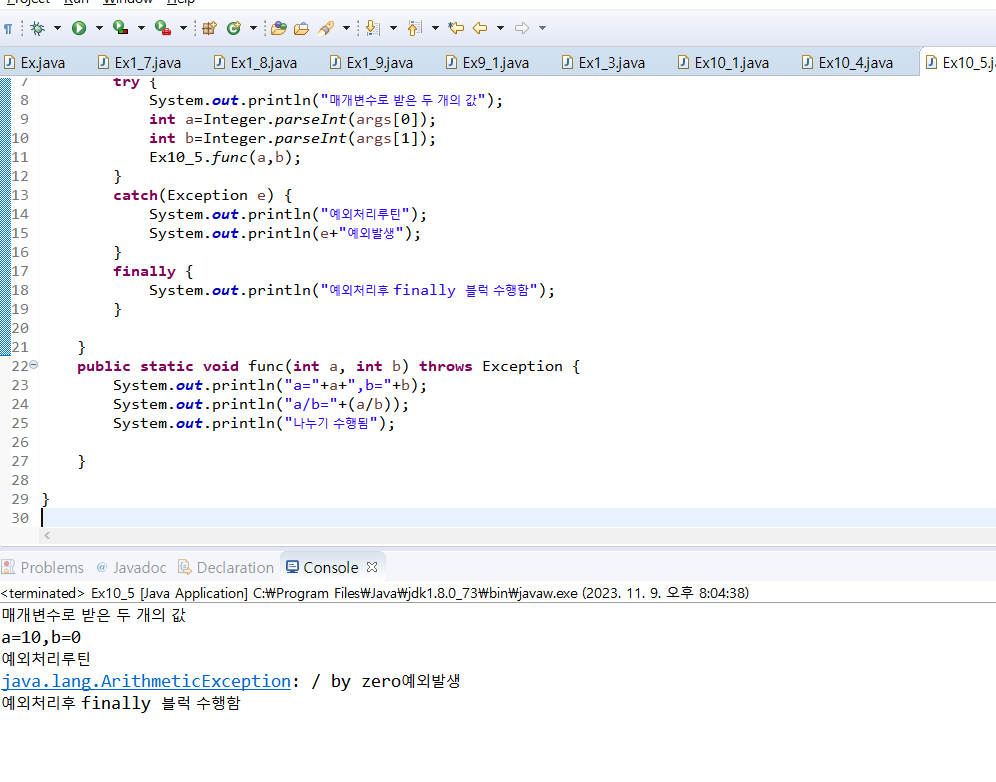 Project Run Window Help
Ex.java Ex1_7.java Ex1_8.java Ex1_9.java Ex9_1.java Ex1_3.java Ex10_1.java Ex10_4.java Ex10_5.j
7 try {
8 System.out.println("매개변수로 받은 두 개의 값");
9 int a=Integer.parseInt(args[0]);
10 int b=Integer.parseInt(args[1]);
11 Ex10_5.func(a,b);
12 }
13 catch(Exception e) {
14 System.out.println("예외처리루틴");
15 System.out.println(e+"예외발생");
16 }
17 finally {
18 System.out.println("예외처리후 finally 블럭 수행함");
19 }
20
21 }
22 public static void func(int a, int b) throws Exception {
23 System.out.println("a="+a+",b="+b);
24 System.out.println("a/b="+(a/b));
25 System.out.println("나누기 수행됨");
26
27 }
28
29 }
30
Problems @ Javadoc Declaration Console
<terminated> Ex10_5 [Java Application] C:₩Program Files₩Java₩jdk1.8.0_73₩bin₩javaw.exe (2023. 11. 9. 오후 8:04:38)
매개변수로 받은 두 개의 값
a=10,b=0
예외처리루틴
java.lang.ArithmeticException: / by zero예외발생
예외처리후 finally 블럭 수행함